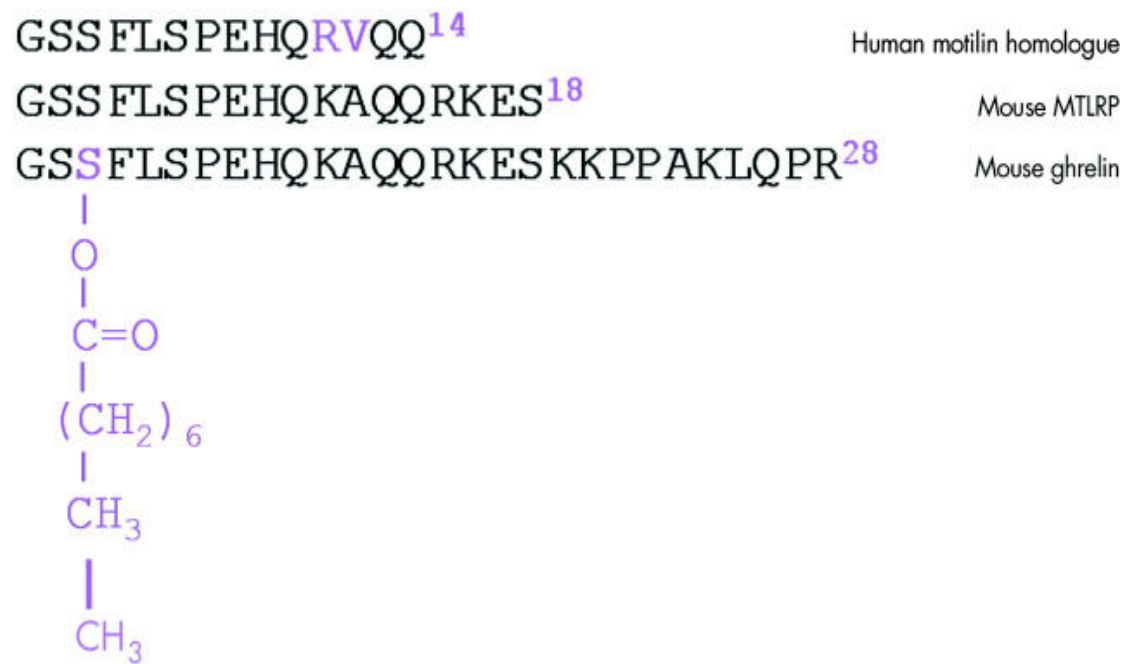 GSSFLSPEHQRVQQ14 Human motilin homologue
GSSFLSPEHQKAQQRKES18 Mouse MTLRP
GSSFLSPEHQKAQQRKESKKPPAKLQPR28 Mouse ghrelin
O
C=O
(CH2)6
CH3
CH3